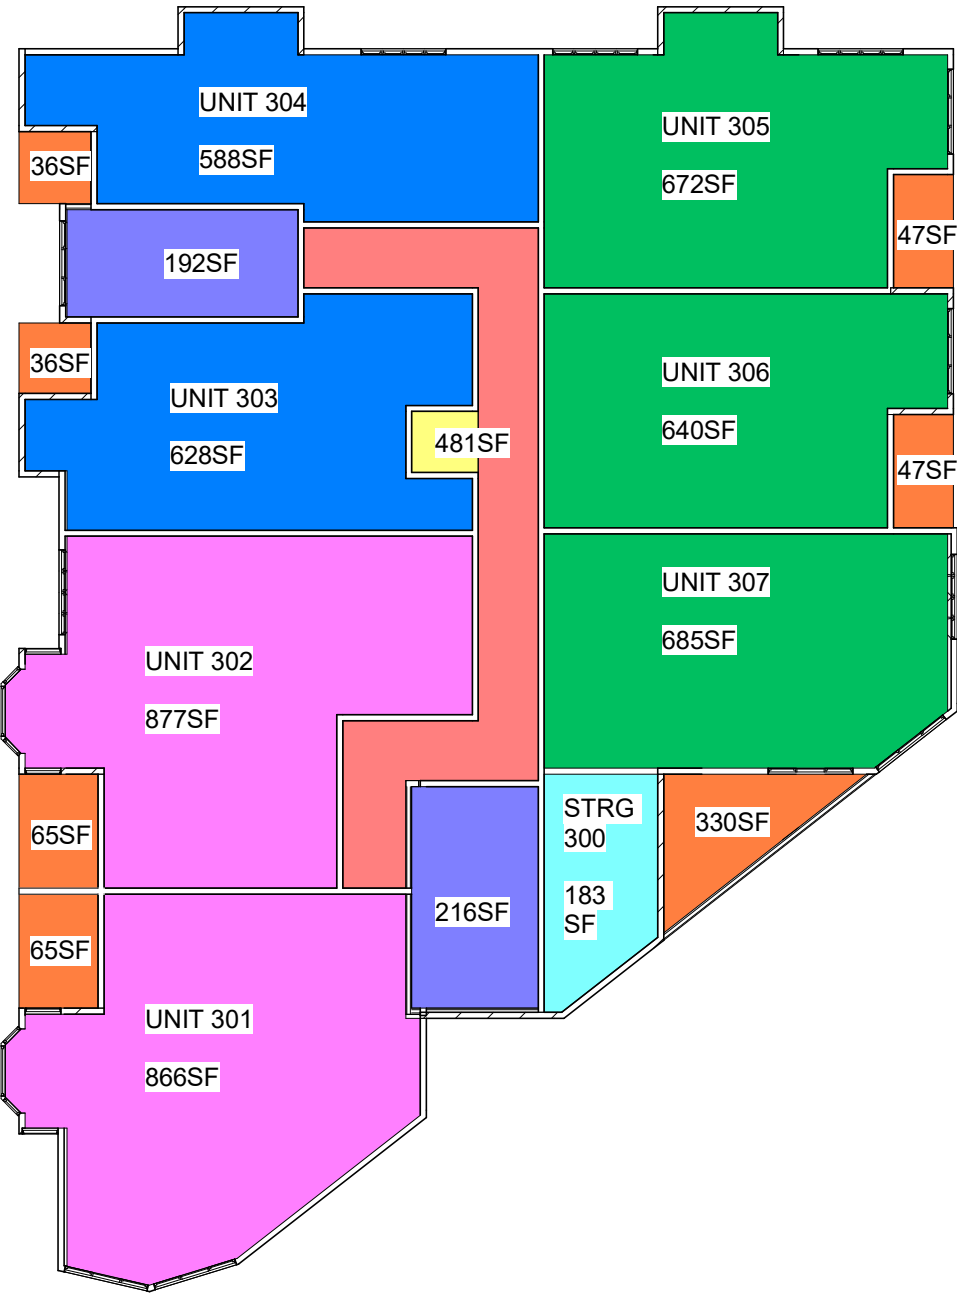 UNIT 304
588SF
UNIT 305
672SF
36SF
47SF
192SF
36SF
UNIT 303
628SF
481SF
UNIT 306
640SF
47SF
UNIT 302
877SF
UNIT 307
685SF
65SF
STRG
300
183
SF
330SF
65SF
216SF
UNIT 301
866SF